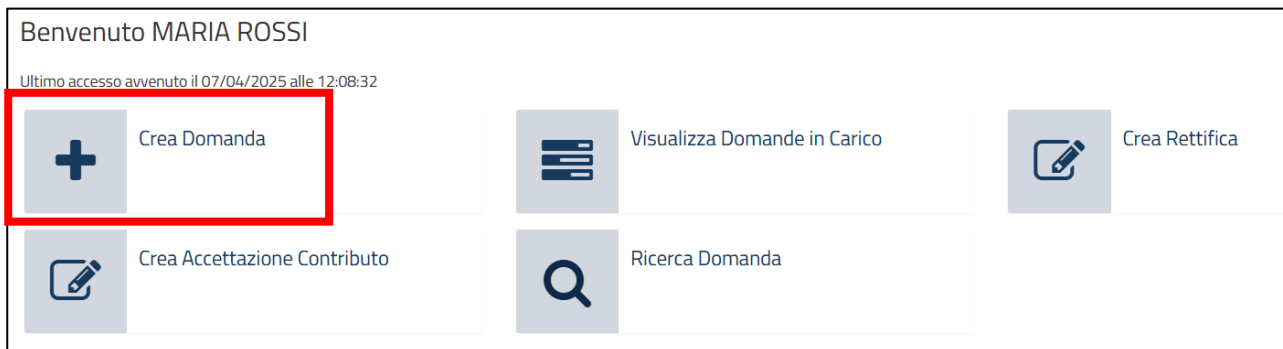 Benvenuto MARIA ROSSI
Ultimo accesso avvenuto il 07/04/2025 alle 12:08:32
Crea Domanda
Visualizza Domande in Carico
Crea Rettifica
Crea Accettazione Contributo
Ricerca Domanda